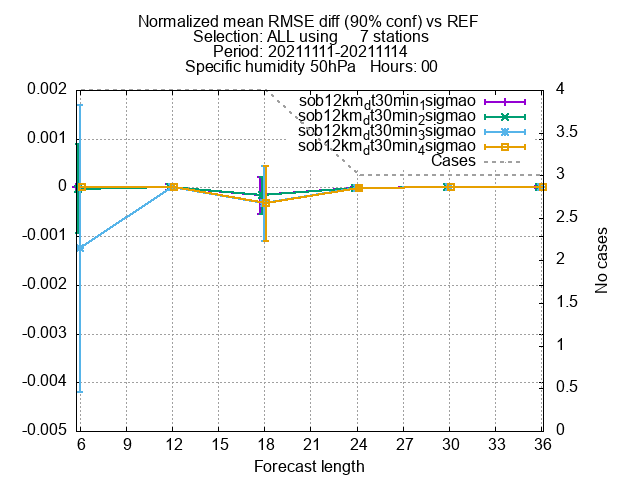 Normalized mean RMSE diff (90% conf) vs REF
Selection: ALL using 7 stations
Period: 20211111-20211114
Specific humidity 50hPa Hours: 00
sob12km_dt30min_1sigmao
sob12km_dt30min_2sigmao
sob12km_dt30min_3sigmao
sob12km_dt30min_4sigmao
Cases
0.002
0.001
0
-0.001
-0.002
-0.003
-0.004
-0.005
4
3.5
3
2.5
2
1.5
1
0.5
0
No cases
6 9 12 15 18 21 24 27 30 33 36
Forecast length